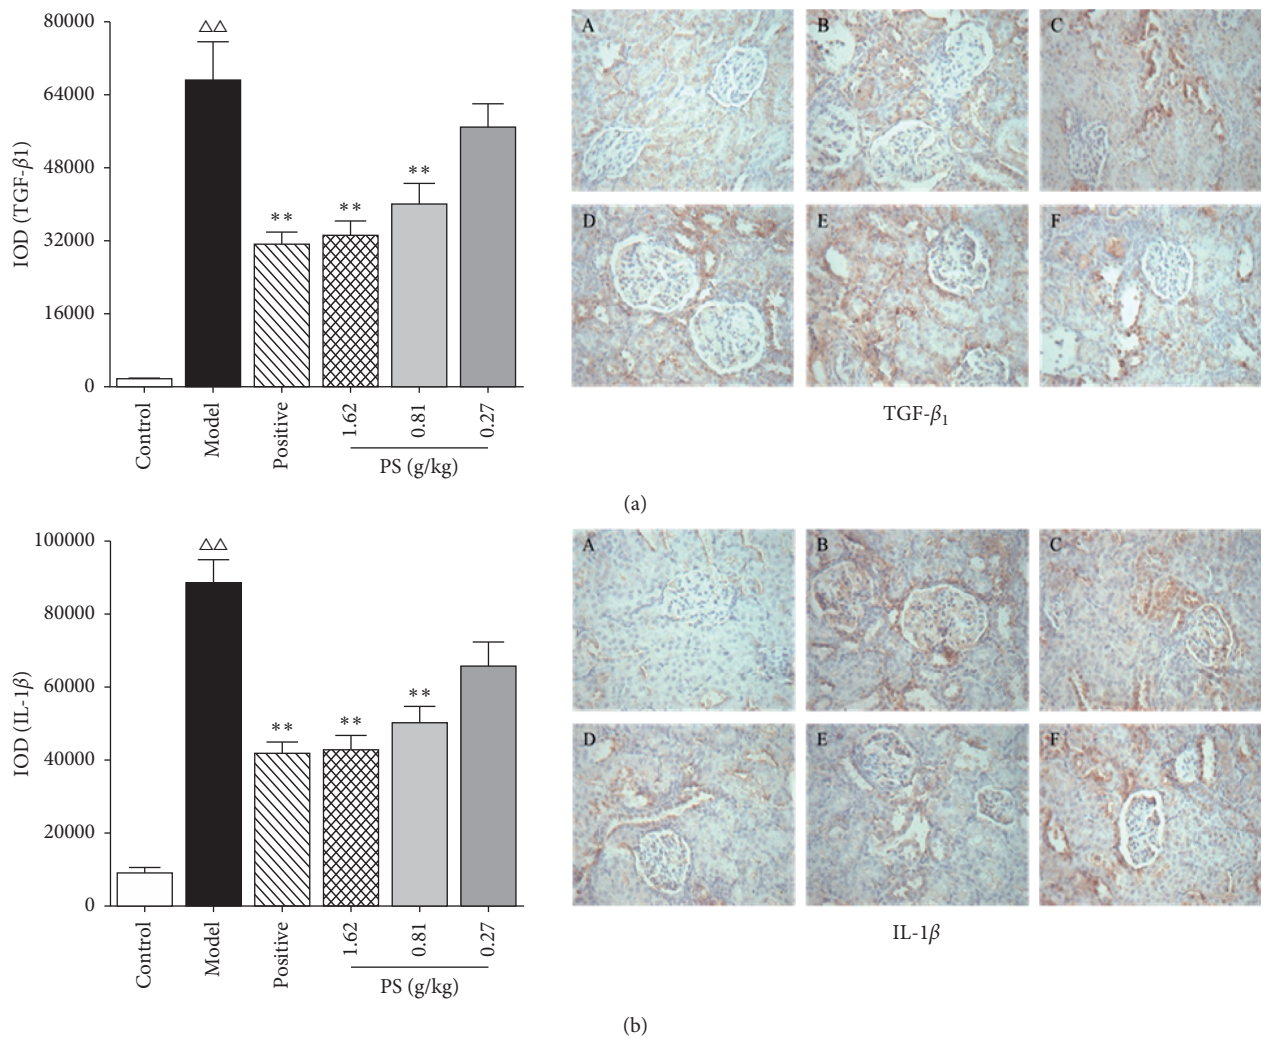 80000
64000
48000
32000
16000
0
IOD (TGF-β1)
△△
**
**
**
Control
Model
Positive
1.62
0.81
0.27
PS (g/kg)
A
B
C
D
E
F
TGF-β₁
(a)
100000
80000
60000
40000
20000
0
IOD (IL-1β)
△△
**
**
**
Control
Model
Positive
1.62
0.81
0.27
PS (g/kg)
A
B
C
D
E
F
IL-1β
(b)